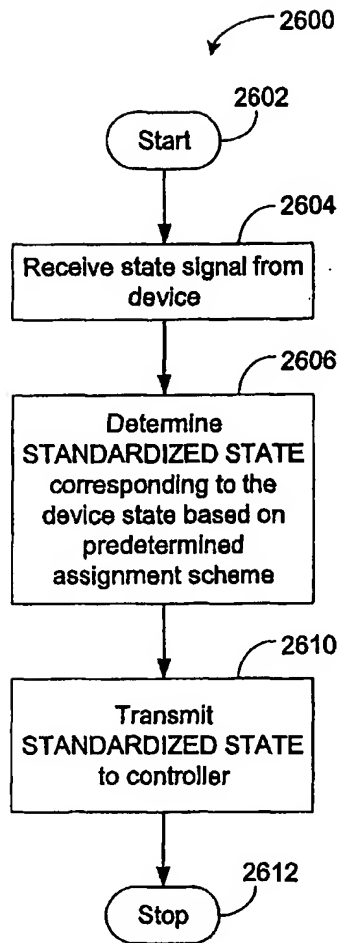 2600
2602
Start
2604
Receive state signal from
device
2606
Determine
STANDARDIZED STATE
corresponding to the
device state based on
predetermined
assignment scheme
2610
Transmit
STANDARDIZED STATE
to controller
2612
Stop